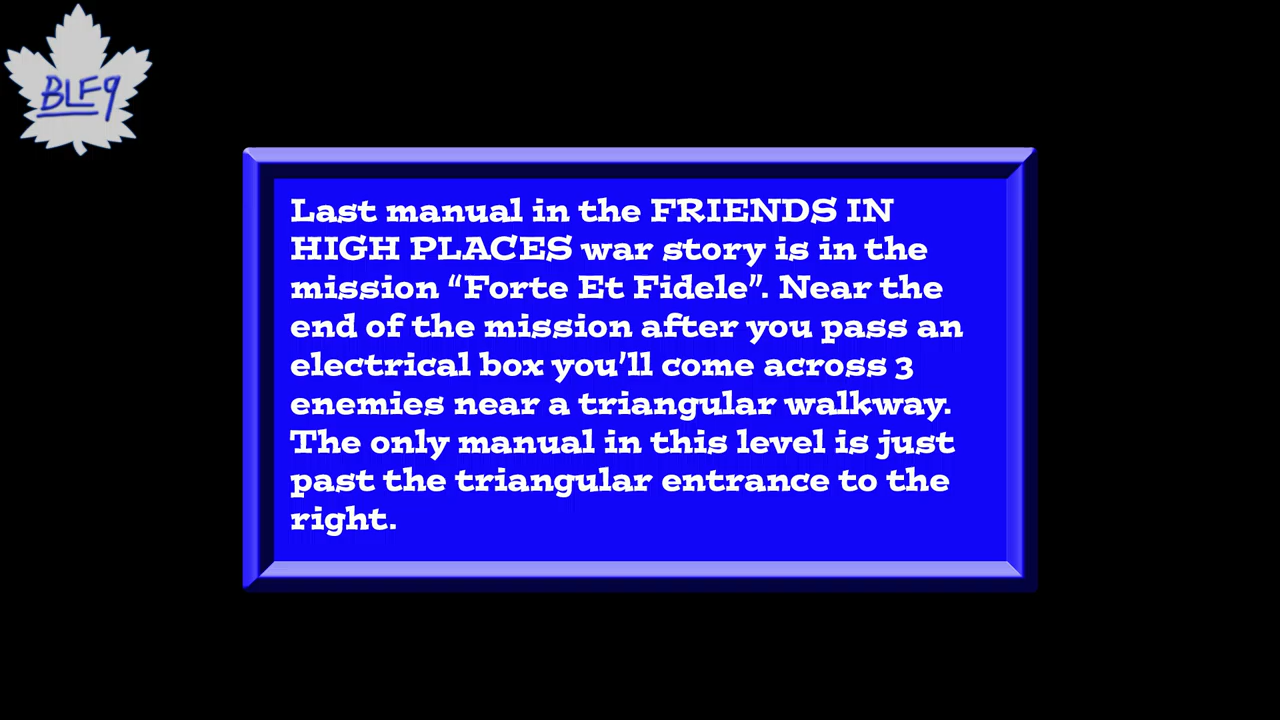 BLF9
Last manual in the FRIENDS IN
HIGH PLACES war story is in the
mission “Forte Et Fidele”. Near the
end of the mission after you pass an
electrical box you’ll come across 3
enemies near a triangular walkway.
The only manual in this level is just
past the triangular entrance to the
right.